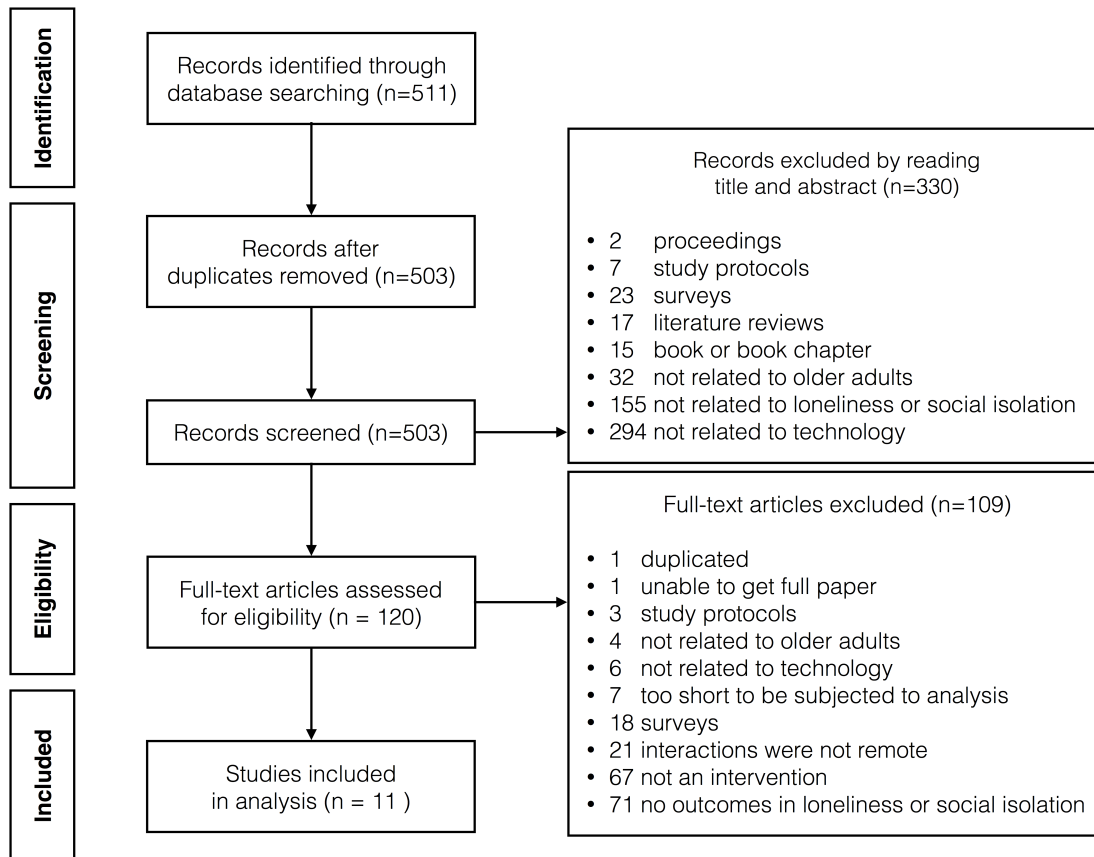 Identification
Records identified through
database searching (n=511)
Screening
Records after
duplicates removed (n=503)
Records screened (n=503)
Records excluded by reading
title and abstract (n=330)
• 2 proceedings
• 7 study protocols
• 23 surveys
• 17 literature reviews
• 15 book or book chapter
• 32 not related to older adults
• 155 not related to loneliness or social isolation
• 294 not related to technology
Eligibility
Full-text articles assessed
for eligibility (n = 120)
Full-text articles excluded (n=109)
• 1 duplicated
• 1 unable to get full paper
• 3 study protocols
• 4 not related to older adults
• 6 not related to technology
• 7 too short to be subjected to analysis
• 18 surveys
• 21 interactions were not remote
• 67 not an intervention
• 71 no outcomes in loneliness or social isolation
Included
Studies included
in analysis (n = 11 )